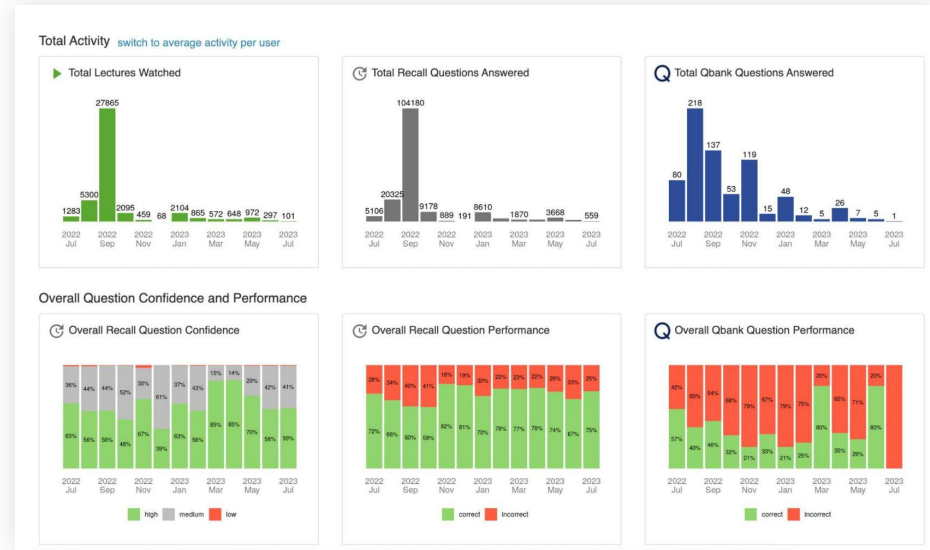 Total Activity switch to average activity per user
Total Lectures Watched
27865
5300
1283
2095
459
68
2104
865
572
648
972
297
101
2022 2022 2022 2023 2023 2023 2023
Jul Sep Nov Jan Mar May Jul
Total Recall Questions Answered
104180
20325
5106
9178
889
191
8610
1870
3668
559
2022 2022 2022 2023 2023 2023 2023
Jul Sep Nov Jan Mar May Jul
Total Qbank Questions Answered
218
137
119
80
53
15
48
12
5
26
7
5
1
2022 2022 2022 2023 2023 2023 2023
Jul Sep Nov Jan Mar May Jul
Overall Question Confidence and Performance
Overall Recall Question Confidence
36% 44% 44% 52% 30% 61% 37% 43% 15% 14% 29% 42% 41%
63% 56% 56% 48% 67% 39% 63% 56% 85% 85% 70% 58% 59%
2022 2022 2022 2023 2023 2023 2023
Jul Sep Nov Jan Mar May Jul
high medium low
Overall Recall Question Performance
28% 34% 40% 41% 18% 19% 30% 22% 23% 22% 26% 33% 25%
72% 66% 60% 59% 82% 81% 70% 78% 77% 78% 74% 67% 75%
2022 2022 2022 2023 2023 2023 2023
Jul Sep Nov Jan Mar May Jul
correct incorrect
Overall Qbank Question Performance
42% 60% 54% 68% 79% 67% 79% 75% 20% 65% 71% 20%
57% 40% 46% 32% 21% 33% 21% 25% 80% 35% 29% 80%
2022 2022 2022 2023 2023 2023 2023
Jul Sep Nov Jan Mar May Jul
correct incorrect